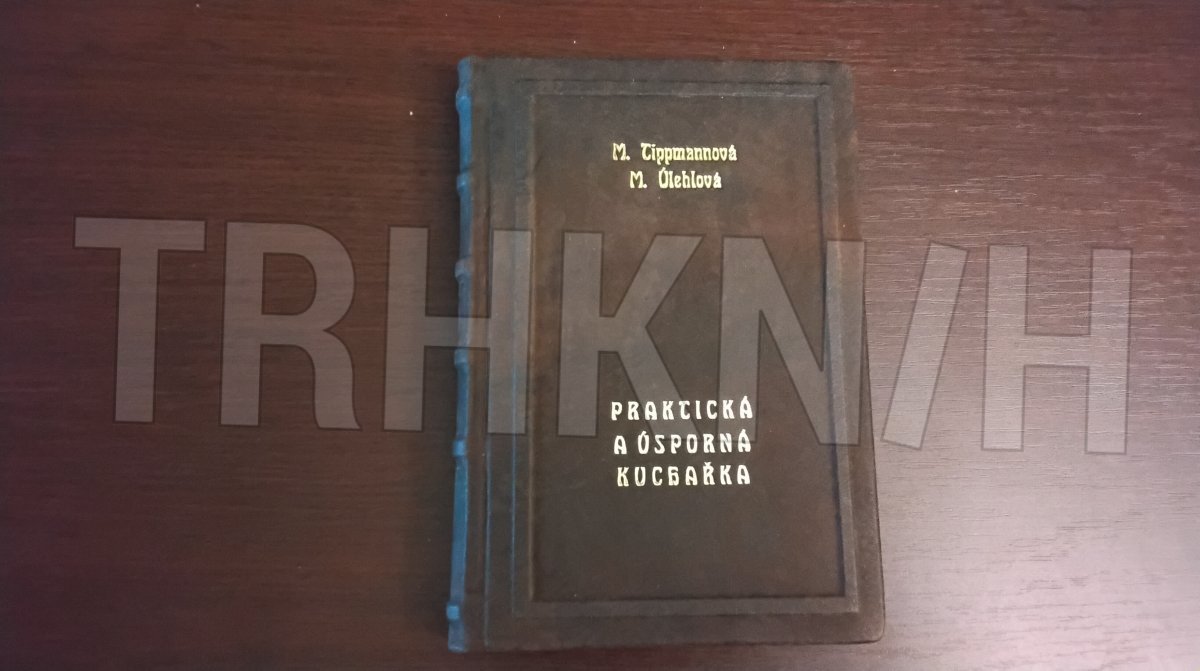 M. Tippmannová
M. Úlehlová
TRHKNIH
PRAKTICKÁ
A ÚSPORNÁ
KUCHAŘKA